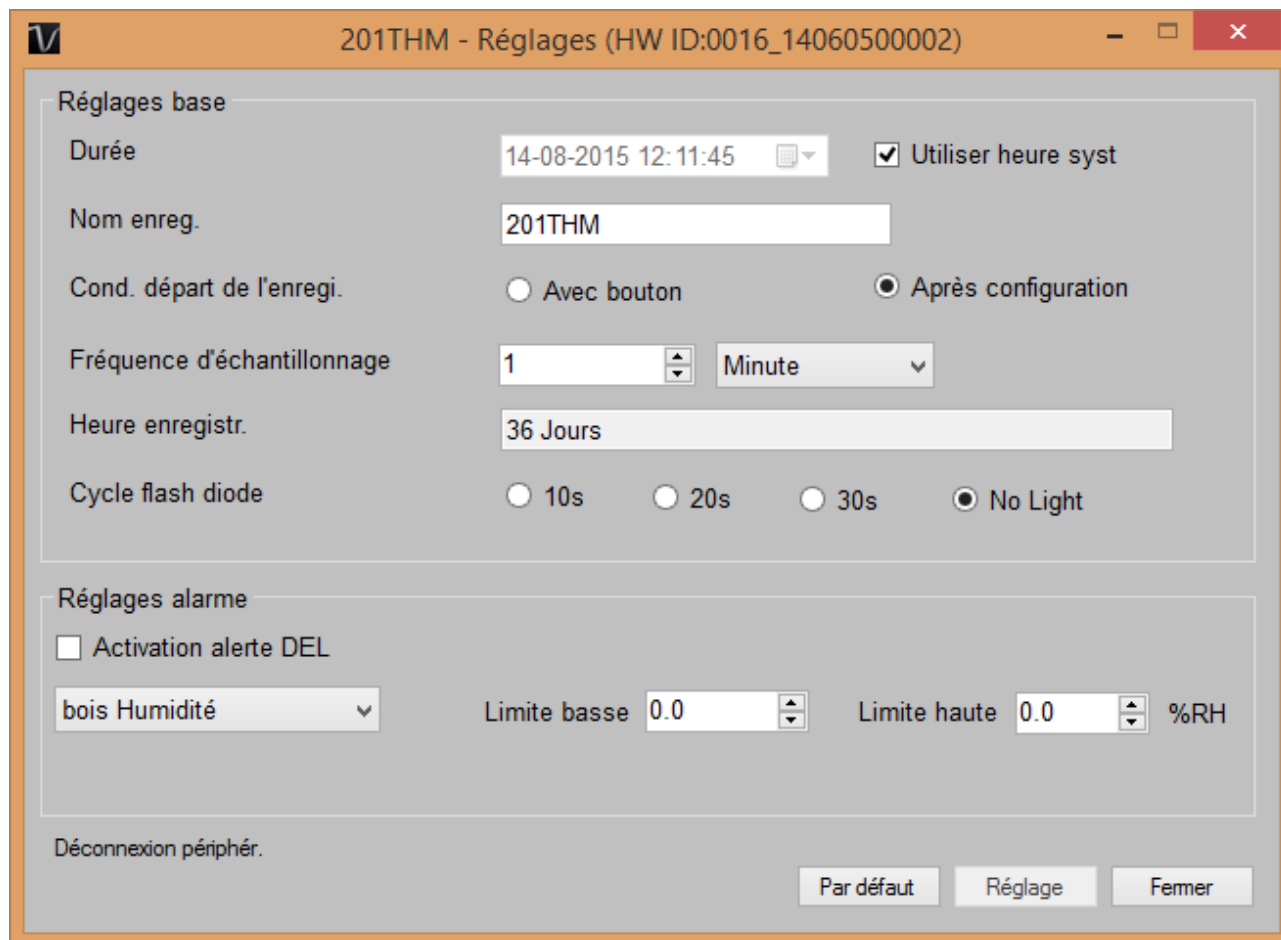 201THM - Réglages (HW ID:0016_14060500002)
Réglages base
Durée 14-08-2015 12:11:45 Utiliser heure syst
Nom enreg. 201THM
Cond. départ de l'enregi. Avec bouton Après configuration
Fréquence d'échantillonnage 1 Minute
Heure enregistr. 36 Jours
Cycle flash diode 10s 20s 30s No Light
Réglages alarme
Activation alerte DEL
bois Humidité Limite basse 0.0 Limite haute 0.0 %RH
Déconnexion périphér.
Par défaut Réglage Fermer